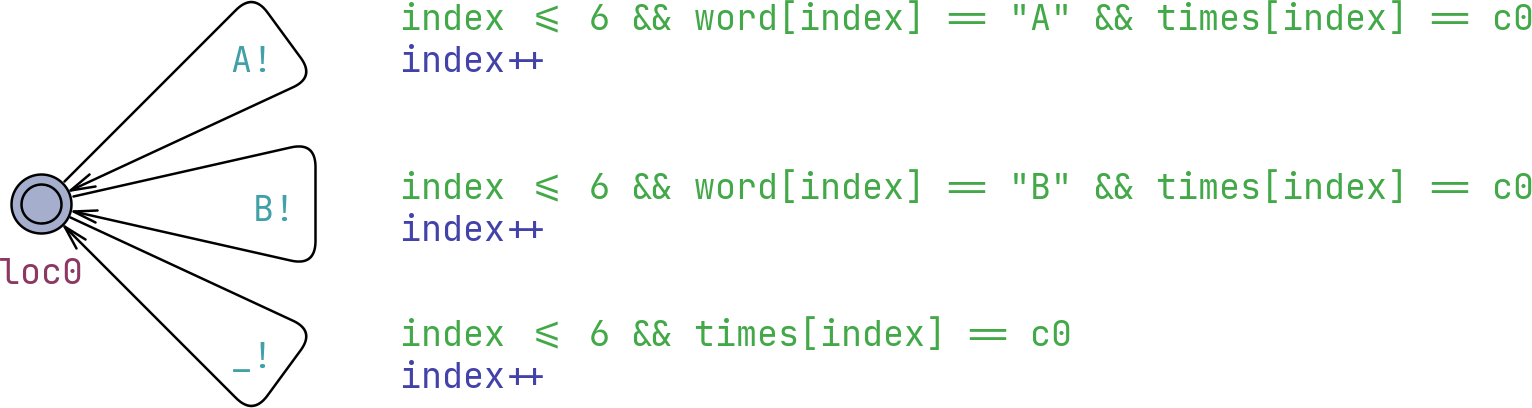 index <= 6 && word[index] == "A" && times[index] == c0
A!
index++
index <= 6 && word[index] == "B" && times[index] == c0
B!
index++
loc0
index <= 6 && times[index] == c0
_!
index++